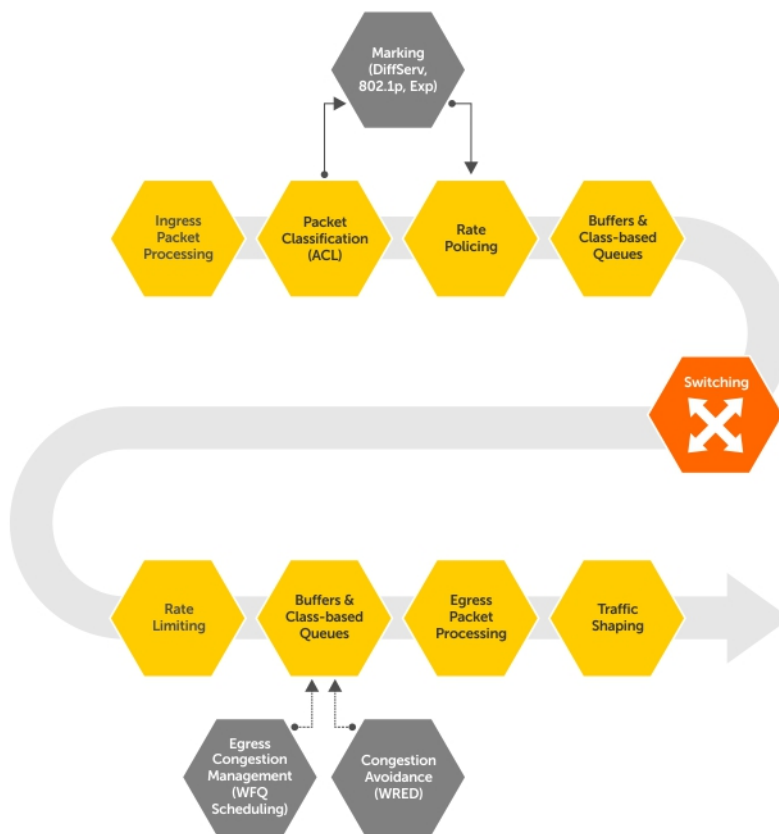 Marking
(DiffServ,
802.1p, Exp)
Ingress
Packet
Processing
Packet
Classification
(ACL)
Rate
Policing
Buffers &
Class-based
Queues
Switching
Rate
Limiting
Buffers &
Class-based
Queues
Egress
Packet
Processing
Traffic
Shaping
Egress
Congestion
Management
(WFQ
Scheduling)
Congestion
Avoidance
(WRED)